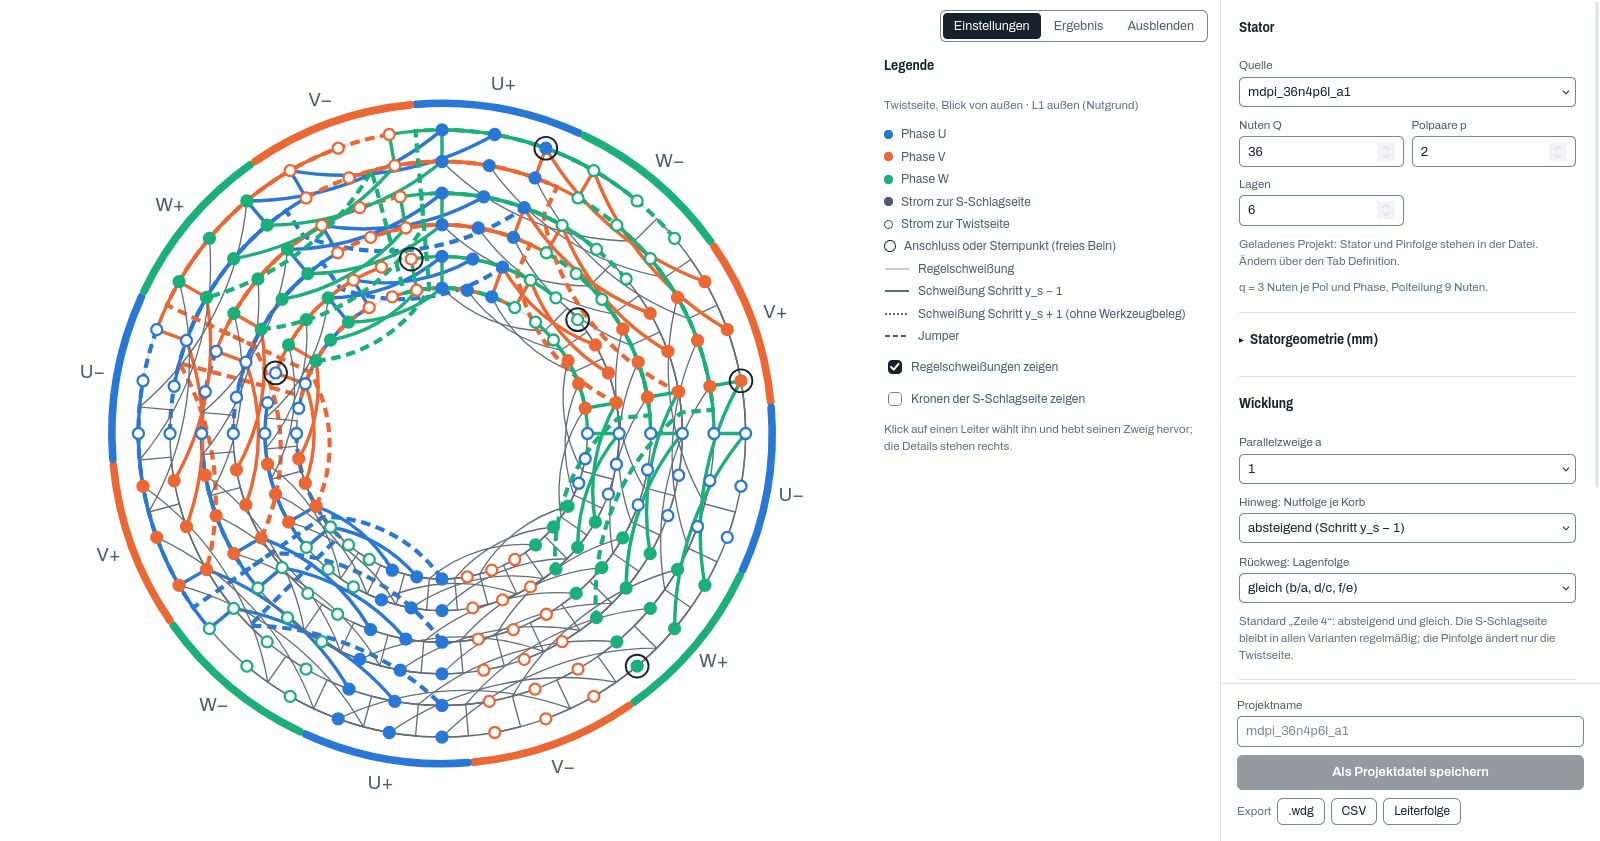 Einstellungen Ergebnis Ausblenden
Legende
Twistseite, Blick von außen · L1 außen (Nutgrund)
Phase U
Phase V
Phase W
Strom zur S-Schlagseite
Strom zur Twistseite
Anschluss oder Sternpunkt (freies Bein)
Regelschweißung
Schweißung Schritt y_s − 1
Schweißung Schritt y_s + 1 (ohne Werkzeugbeleg)
Jumper
Regelschweißungen zeigen
Kronen der S-Schlagseite zeigen
Klick auf einen Leiter wählt ihn und hebt seinen Zweig hervor;
die Details stehen rechts.
U+
V−
W−
W+
V+
U−
U−
V+
W+
W−
V−
U+
Stator
Quelle
mdpi_36n4p6l_a1
Nuten Q Polpaare p
36 2
Lagen
6
Geladenes Projekt: Stator und Pinfolge stehen in der Datei.
Ändern über den Tab Definition.
q = 3 Nuten je Pol und Phase, Polteilung 9 Nuten.
Statorgeometrie (mm)
Wicklung
Parallelzweige a
1
Hinweg: Nutfolge je Korb
absteigend (Schritt y_s − 1)
Rückweg: Lagenfolge
gleich (b/a, d/c, f/e)
Standard „Zeile 4“: absteigend und gleich. Die S-Schlagseite
bleibt in allen Varianten regelmäßig; die Pinfolge ändert nur die
Twistseite.
Projektname
mdpi_36n4p6l_a1
Als Projektdatei speichern
Export .wdg CSV Leiterfolge